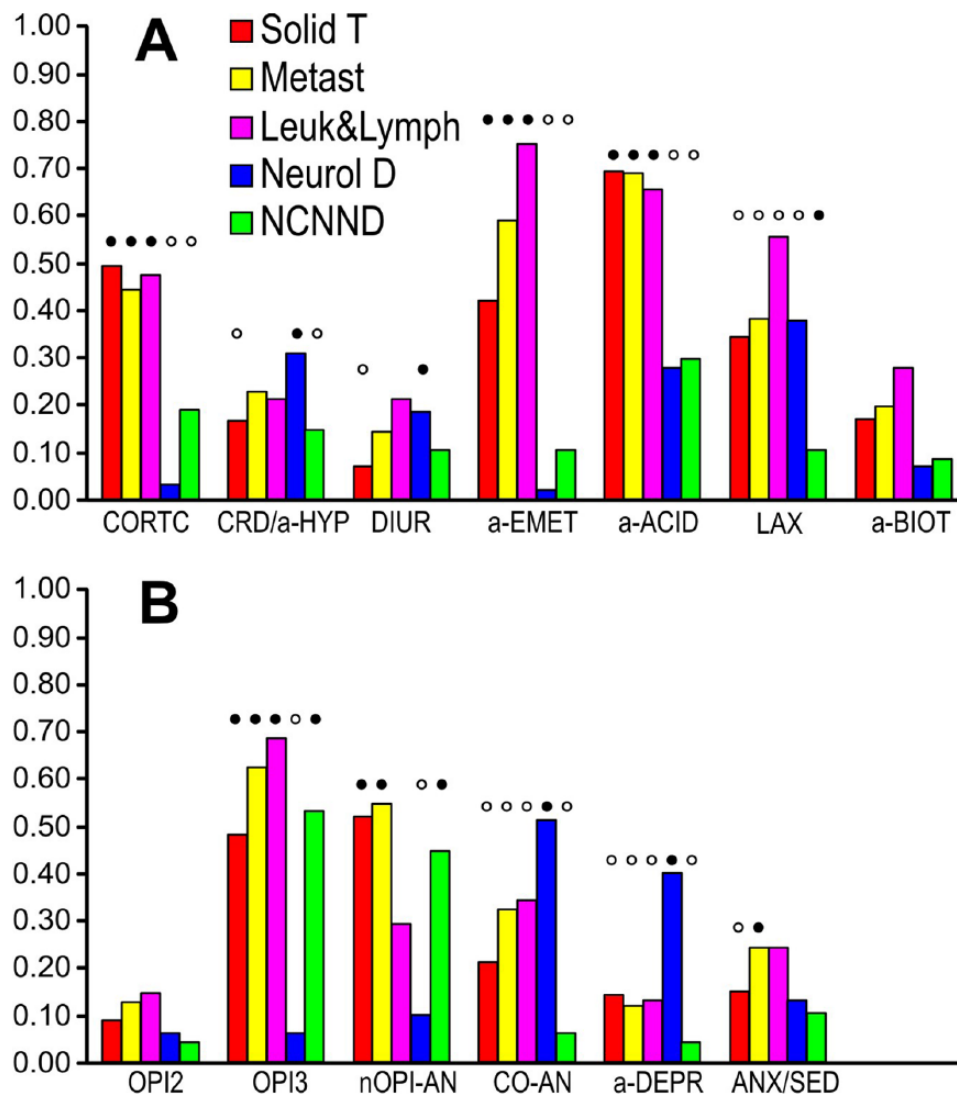 1.00
A
Solid T
0.90
Metast
0.80
Leuk&Lymph
0.70
Neurol D
0.60
NCNND
0.50
0.40
0.30
0.20
0.10
0.00
CORTC CRD/a-HYP DIUR a-EMET a-ACID LAX a-BIOT
1.00
B
0.90
0.80
0.70
0.60
0.50
0.40
0.30
0.20
0.10
0.00
OPI2 OPI3 nOPI-AN CO-AN a-DEPR ANX/SED